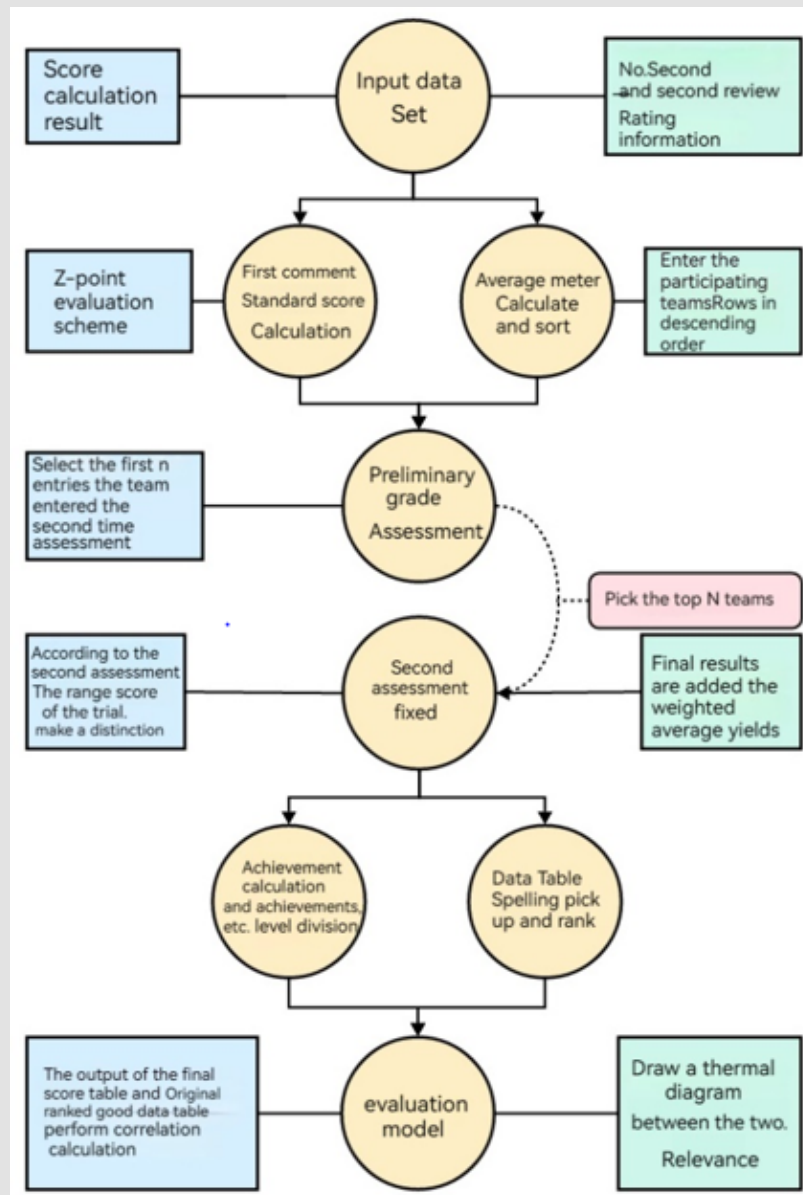 Score
calculation
result
Input data
Set
No.Second
and second review
Rating
information
Z-point
evaluation
scheme
First comment
Standard score
Calculation
Average meter
Calculate
and sort
Enter the
participating
teamsRows in
descending
order
Select the first n
entries the team
entered the
second time
assessment
Preliminary
grade
Assessment
Pick the top N teams
According to the
second assessment
The range score
of the trial.
make a distinction
Second
assessment
fixed
Final results
are added the
weighted
average yields
Achievement
calculation
and achievements,
etc. level division
Data Table
Spelling pick
up and rank
The output of the final
score table and Original
ranked good data table
perform correlation
calculation
evaluation
model
Draw a thermal
diagram
between the two.
Relevance